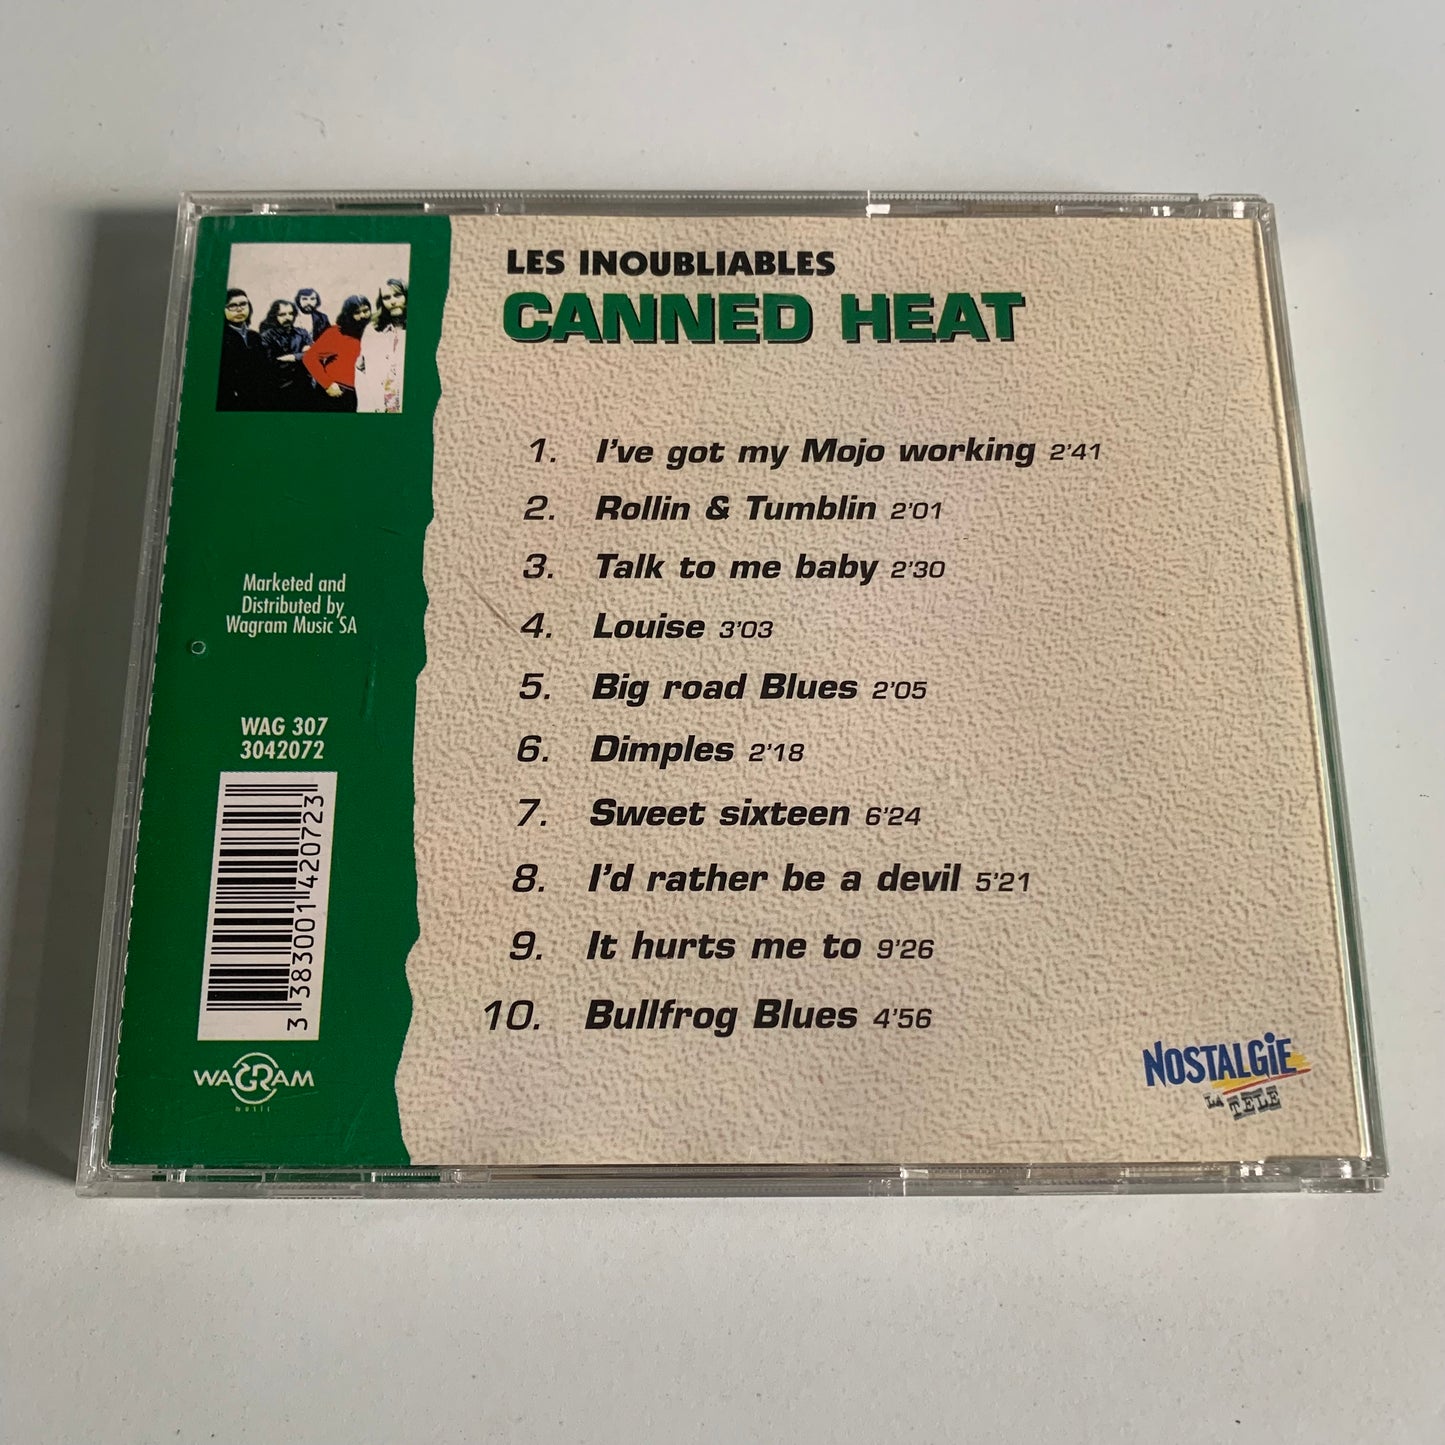 LES INOUBLIABLES
CANNED HEAT
1. I've got my Mojo working 2'41
2. Rollin & Tumblin 2'01
3. Talk to me baby 2'30
4. Louise 3'03
5. Big road Blues 2'05
6. Dimples 2'18
7. Sweet sixteen 6'24
8. I'd rather be a devil 5'21
9. It hurts me to 9'26
10. Bullfrog Blues 4'56
Marketed and
Distributed by
Wagram Music SA
WAG 307
3042072
3 383001 420723
WAGRAM
music
NOSTALGiE
LA TELE